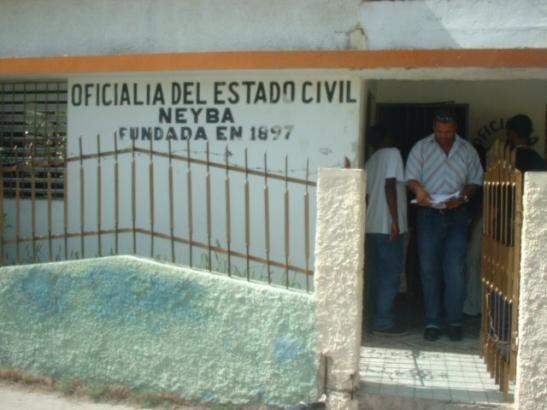 OFICIALIA DEL ESTADO CIVIL
NEYBA
FUNDADA EN 1897